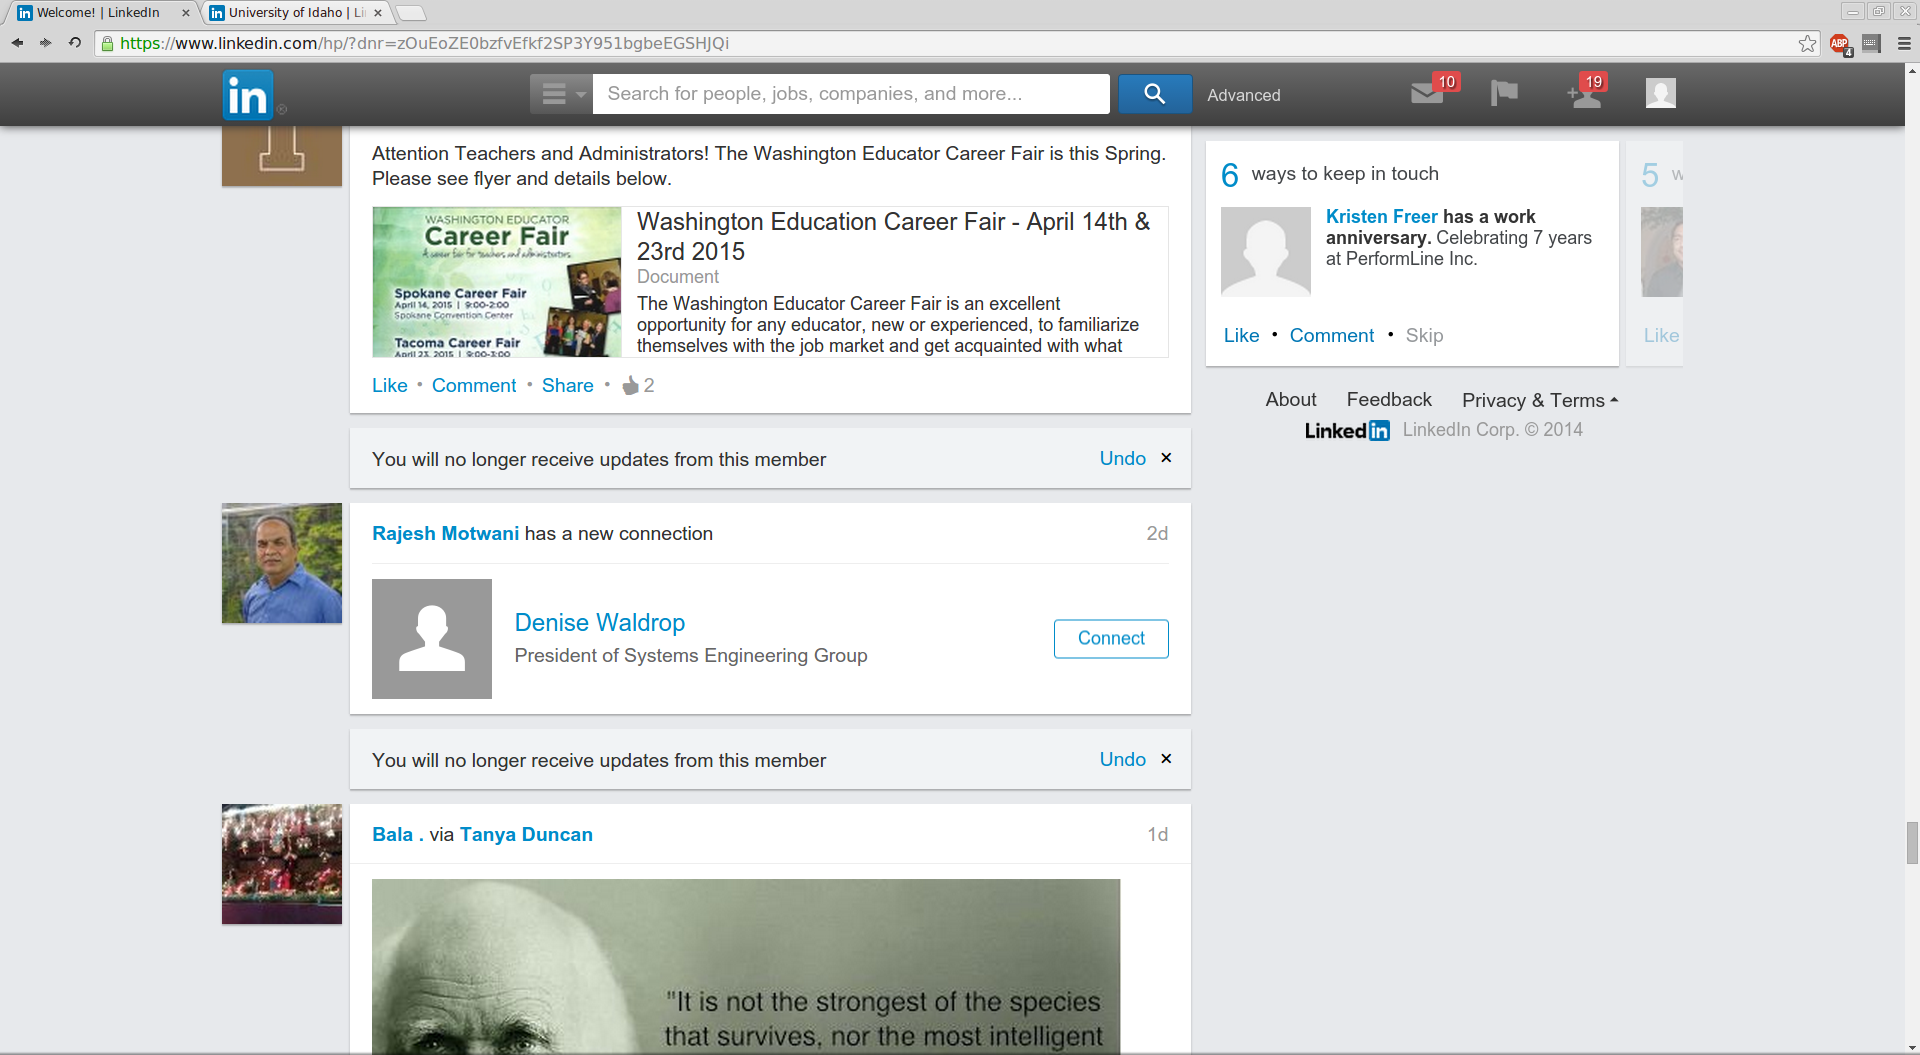 Welcome! | LinkedIn
University of Idaho | Li
https://www.linkedin.com/hp/?dnr=zOuEoZE0bzfvEfkf2SP3Y951bgbeEGSHJQi
ABP
4
in
Search for people, jobs, companies, and more...
Advanced
10
19
Attention Teachers and Administrators! The Washington Educator Career Fair is this Spring.
Please see flyer and details below.
WASHINGTON EDUCATOR
Career Fair
A career fair for teachers and administrators
Spokane Career Fair
April 14, 2015 | 9:00-2:00
Spokane Convention Center
Tacoma Career Fair
April 23, 2015 | 9:00-3:00
Washington Education Career Fair - April 14th &
23rd 2015
Document
The Washington Educator Career Fair is an excellent
opportunity for any educator, new or experienced, to familiarize
themselves with the job market and get acquainted with what
Like • Comment • Share • 2
You will no longer receive updates from this member
Undo ×
Rajesh Motwani has a new connection
2d
Denise Waldrop
President of Systems Engineering Group
Connect
You will no longer receive updates from this member
Undo ×
Bala . via Tanya Duncan
1d
"It is not the strongest of the species
that survives, nor the most intelligent
6 ways to keep in touch
Kristen Freer has a work
anniversary. Celebrating 7 years
at PerformLine Inc.
Like • Comment • Skip
5 w
Like
About Feedback Privacy & Terms
LinkedIn LinkedIn Corp. © 2014